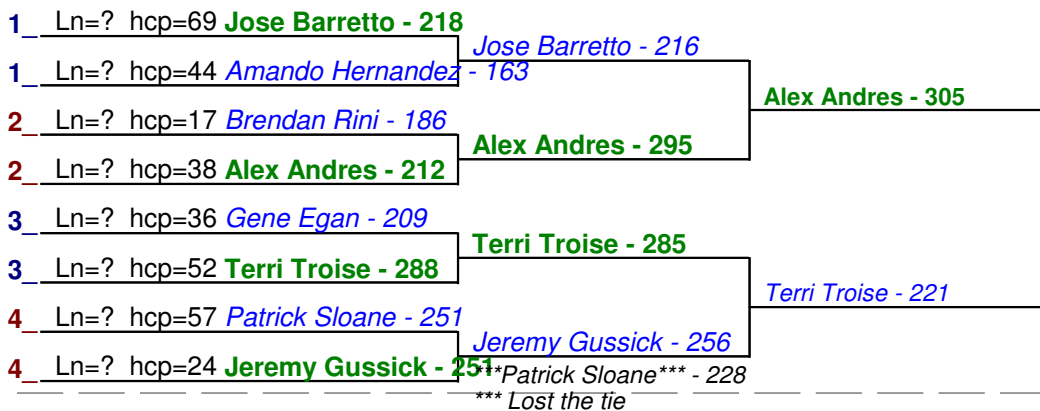 1_ Ln=? hcp=69 Jose Barretto - 218
Jose Barretto - 216
1_ Ln=? hcp=44 Amando Hernandez - 163
Alex Andres - 305
2_ Ln=? hcp=17 Brendan Rini - 186
Alex Andres - 295
2_ Ln=? hcp=38 Alex Andres - 212
3_ Ln=? hcp=36 Gene Egan - 209
Terri Troise - 285
3_ Ln=? hcp=52 Terri Troise - 288
Terri Troise - 221
4_ Ln=? hcp=57 Patrick Sloane - 251
Jeremy Gussick - 256
4_ Ln=? hcp=24 Jeremy Gussick - 251
***Patrick Sloane*** - 228
*** Lost the tie